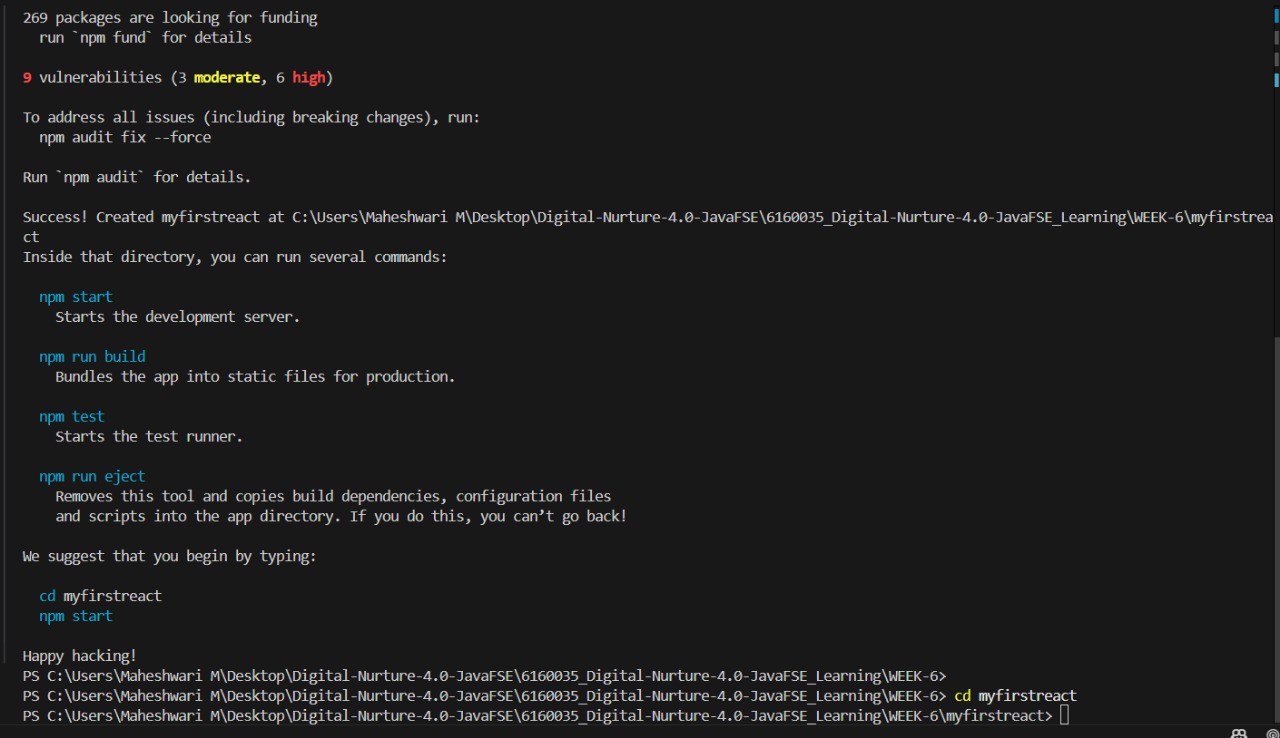 269 packages are looking for funding
run `npm fund` for details
9 vulnerabilities (3 moderate, 6 high)
To address all issues (including breaking changes), run:
npm audit fix --force
Run `npm audit` for details.
Success! Created myfirstreact at C:\Users\Maheshwari M\Desktop\Digital-Nurture-4.0-JavaFSE\6160035_Digital-Nurture-4.0-JavaFSE_Learning\WEEK-6\myfirstrea
ct
Inside that directory, you can run several commands:
npm start
Starts the development server.
npm run build
Bundles the app into static files for production.
npm test
Starts the test runner.
npm run eject
Removes this tool and copies build dependencies, configuration files
and scripts into the app directory. If you do this, you can’t go back!
We suggest that you begin by typing:
cd myfirstreact
npm start
Happy hacking!
PS C:\Users\Maheshwari M\Desktop\Digital-Nurture-4.0-JavaFSE\6160035_Digital-Nurture-4.0-JavaFSE_Learning\WEEK-6>
PS C:\Users\Maheshwari M\Desktop\Digital-Nurture-4.0-JavaFSE\6160035_Digital-Nurture-4.0-JavaFSE_Learning\WEEK-6> cd myfirstreact
PS C:\Users\Maheshwari M\Desktop\Digital-Nurture-4.0-JavaFSE\6160035_Digital-Nurture-4.0-JavaFSE_Learning\WEEK-6\myfirstreact>